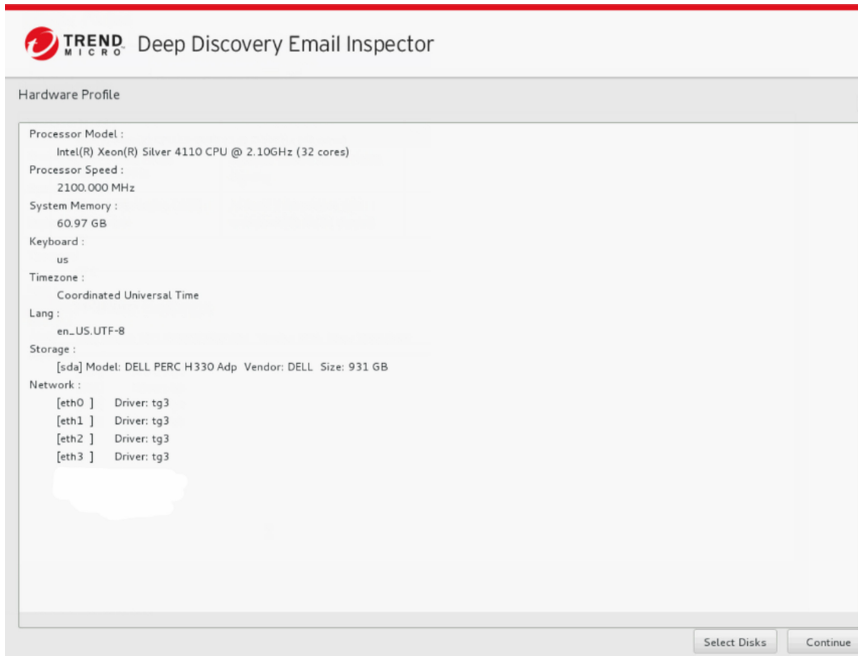 TREND MICRO Deep Discovery Email Inspector
Hardware Profile
Processor Model :
Intel(R) Xeon(R) Silver 4110 CPU @ 2.10GHz (32 cores)
Processor Speed :
2100.000 MHz
System Memory :
60.97 GB
Keyboard :
us
Timezone :
Coordinated Universal Time
Lang :
en_US.UTF-8
Storage :
[sda] Model: DELL PERC H330 Adp Vendor: DELL Size: 931 GB
Network :
[eth0 ] Driver: tg3
[eth1 ] Driver: tg3
[eth2 ] Driver: tg3
[eth3 ] Driver: tg3
Select Disks Continue